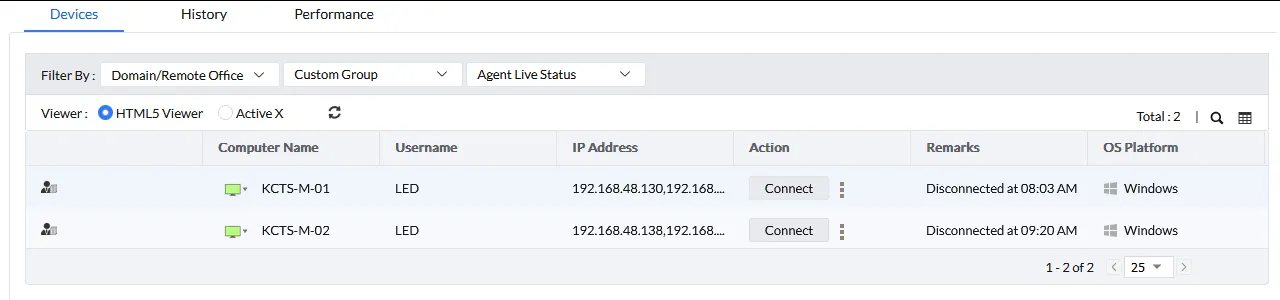 Devices History Performance
Filter By : Domain/Remote Office Custom Group Agent Live Status
Viewer : HTML5 Viewer Active X
Total : 2 |
Computer Name Username IP Address Action Remarks OS Platform
KCTS-M-01 LED 192.168.48.130,192.168.... Connect Disconnected at 08:03 AM Windows
KCTS-M-02 LED 192.168.48.138,192.168.... Connect Disconnected at 09:20 AM Windows
1 - 2 of 2 25